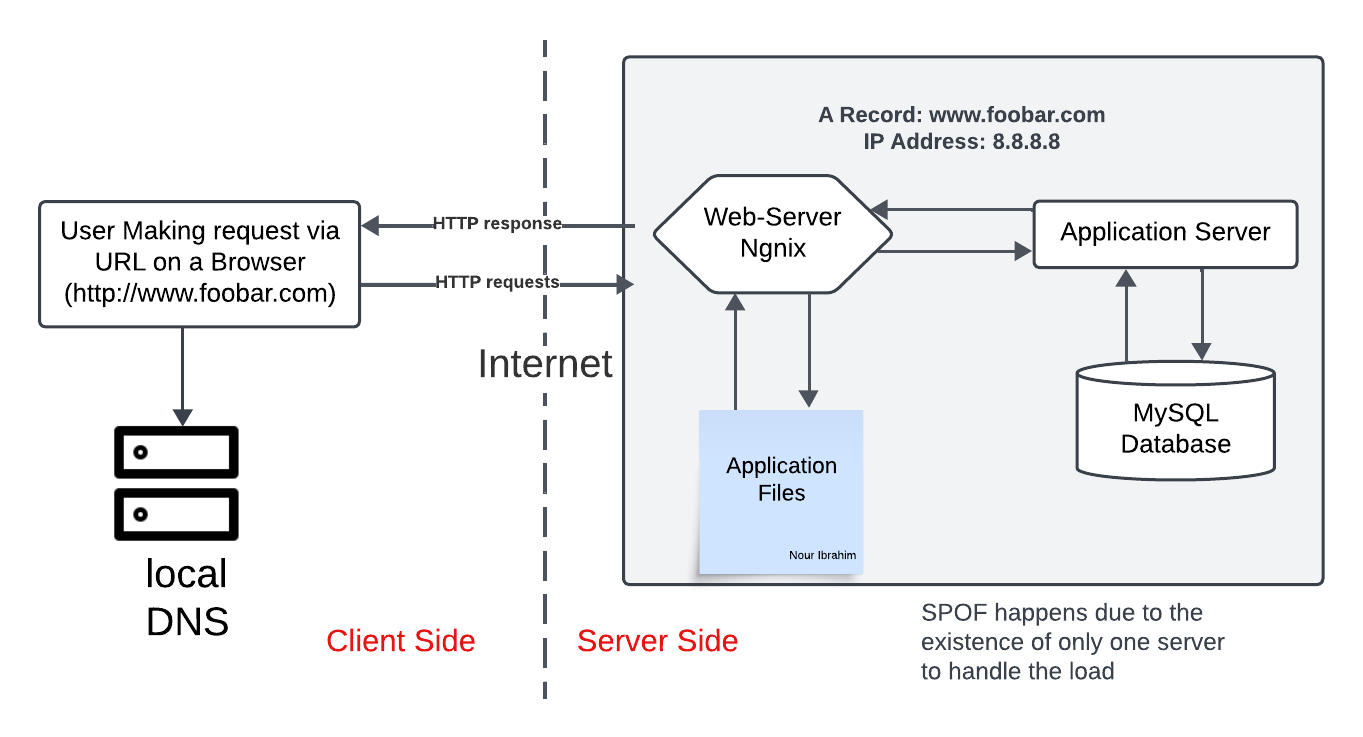 A Record: www.foobar.com
IP Address: 8.8.8.8
User Making request via
URL on a Browser
(http://www.foobar.com)
HTTP response
HTTP requests
Web-Server
Ngnix
Application Server
Internet
MySQL
Database
Application
Files
Nour Ibrahim
local
DNS
Client Side
Server Side
SPOF happens due to the
existence of only one server
to handle the load